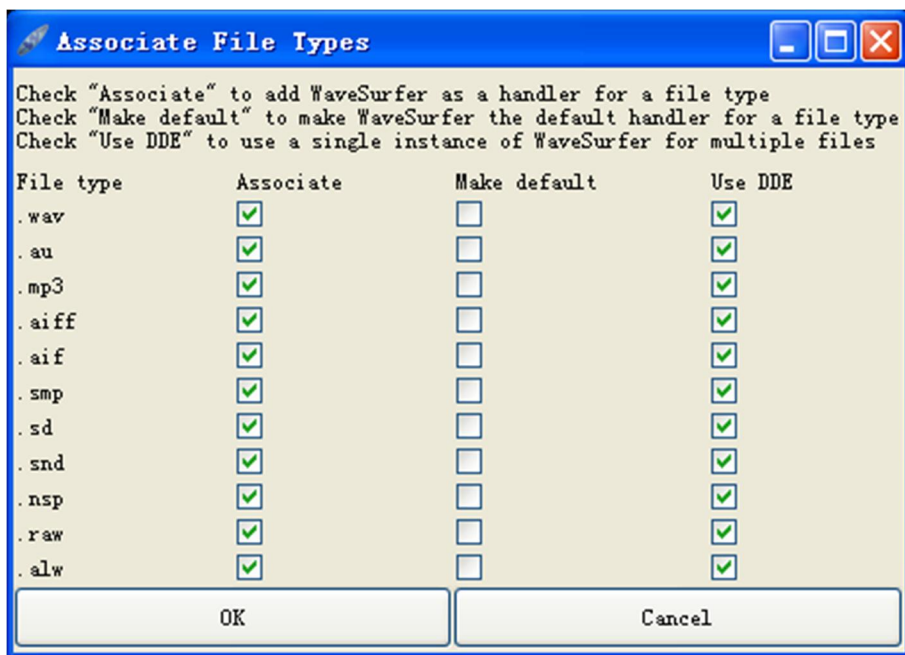 Associate File Types
Check "Associate" to add WaveSurfer as a handler for a file type
Check "Make default" to make WaveSurfer the default handler for a file type
Check "Use DDE" to use a single instance of WaveSurfer for multiple files
File type Associate Make default Use DDE
.wav
.au
.mp3
.aiff
.aif
.smp
.sd
.snd
.nsp
.raw
.alw
OK Cancel